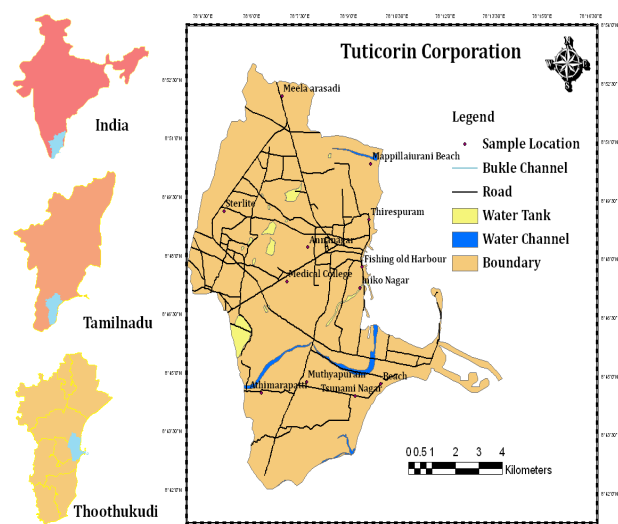 Tuticorin Corporation
Meela arasadi
India
Legend
Sample Location
Mappillaiurani Beach
Bukle Channel
Road
Sterlite
Thirespuram
Water Tank
Annanagar
Water Channel
Fishing old Harbour
Boundary
Medical College
Iniko Nagar
Tamilnadu
Muthyapuram
Beach
Athimarapatti
Tsunami Nagar
0 0.5 1 2 3 4
Kilometers
Thoothukudi